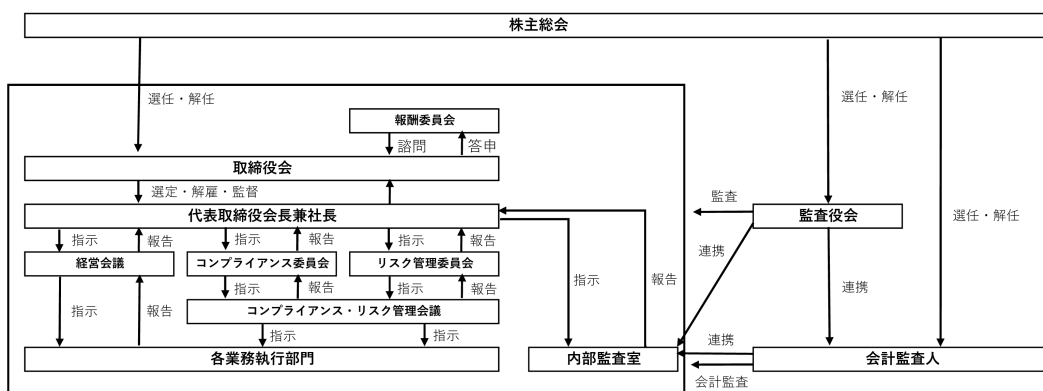 株主総会
選任・解任
選任・解任
選任・解任
報酬委員会
諮問
答申
取締役会
選定・解雇・監督
代表取締役会長兼社長
監査
監査役会
指示
報告
指示
報告
指示
報告
連携
経営会議
コンプライアンス委員会
リスク管理委員会
指示
報告
指示
報告
指示
報告
指示
報告
連携
コンプライアンス・リスク管理会議
指示
指示
連携
各業務執行部門
内部監査室
会計監査人
会計監査